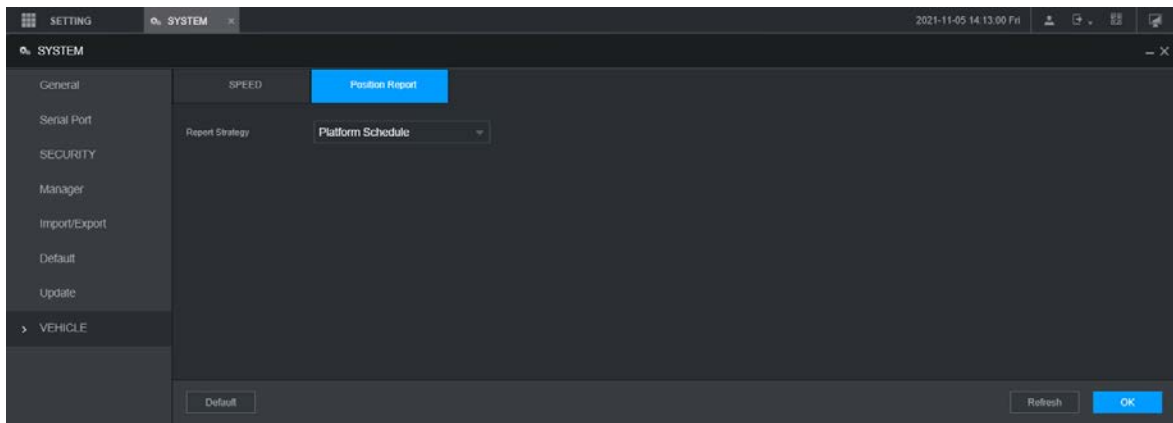 SETTING
SYSTEM ×
2021-11-05 14:13:00 Fri
SYSTEM
General
SPEED
Position Report
Serial Port
Report Strategy
Platform Schedule
SECURITY
Manager
Import/Export
Default
Update
VEHICLE
Default
Refresh
OK